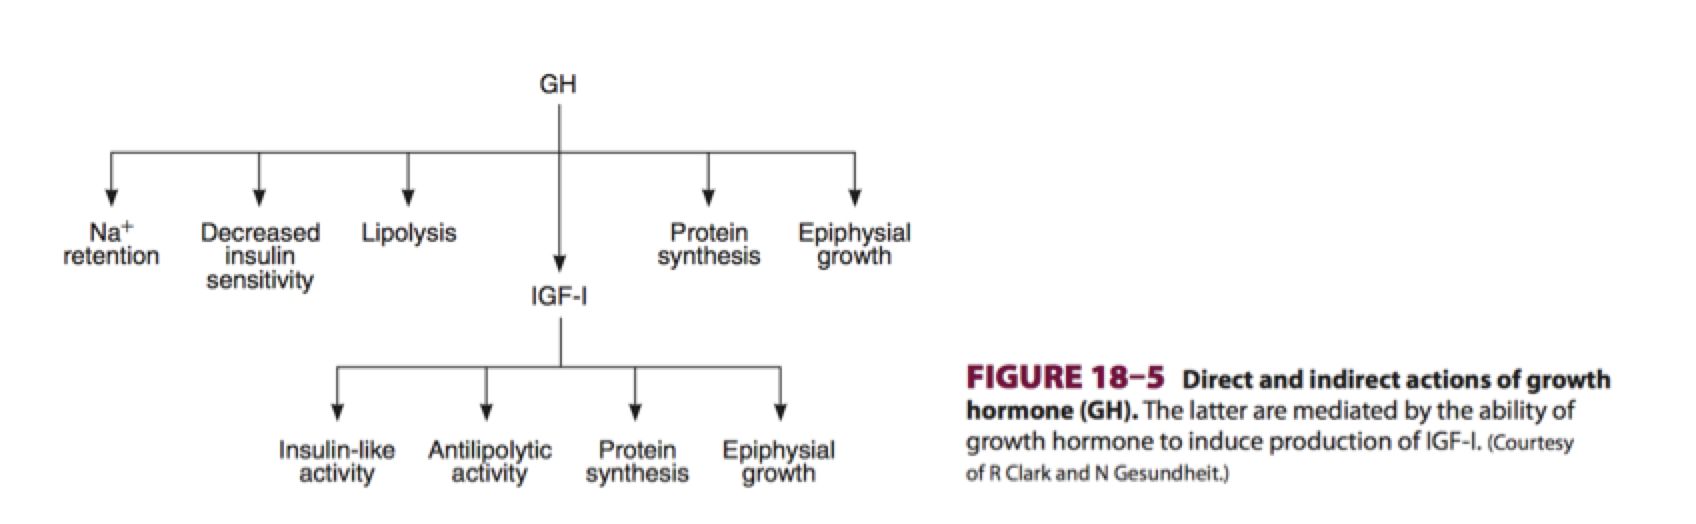 GH
Na⁺
retention
Decreased
insulin
sensitivity
Lipolysis
Protein
synthesis
Epiphysial
growth
IGF-I
Insulin-like
activity
Antilipolytic
activity
Protein
synthesis
Epiphysial
growth
FIGURE 18–5 Direct and indirect actions of growth
hormone (GH). The latter are mediated by the ability of
growth hormone to induce production of IGF-I. (Courtesy
of R Clark and N Gesundheit.)